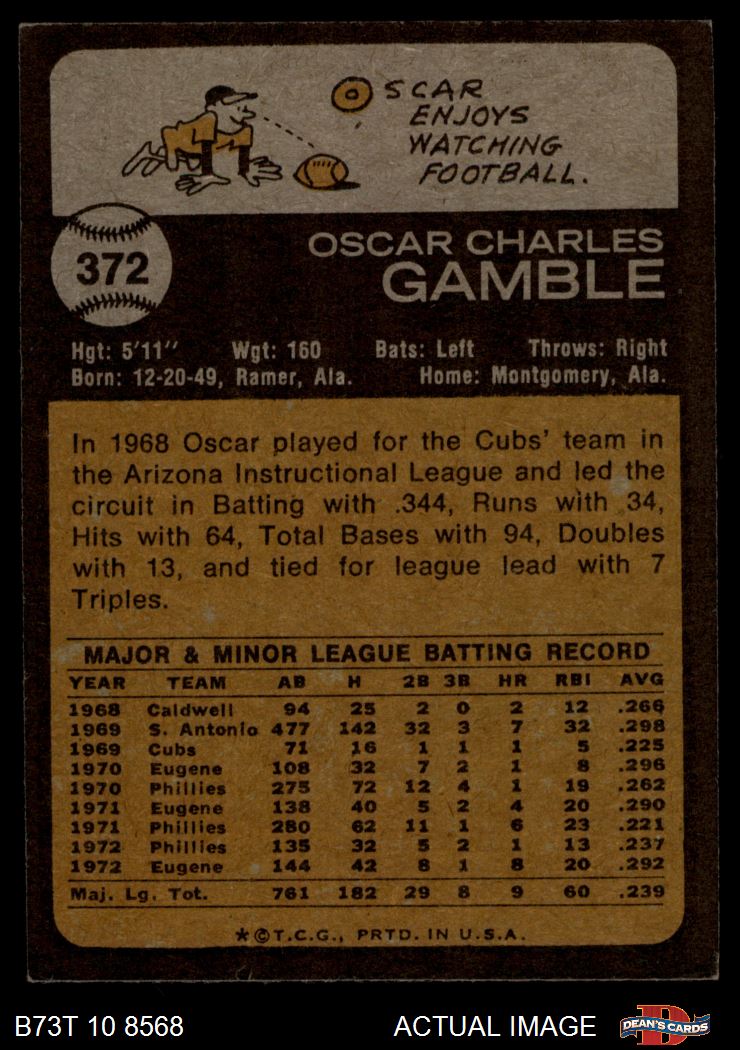 OSCAR
ENJOYS
WATCHING
FOOTBALL.
372
OSCAR CHARLES
GAMBLE
Hgt: 5'11" Wgt: 160 Bats: Left Throws: Right
Born: 12-20-49, Ramer, Ala. Home: Montgomery, Ala.
In 1968 Oscar played for the Cubs' team in
the Arizona Instructional League and led the
circuit in Batting with .344, Runs with 34,
Hits with 64, Total Bases with 94, Doubles
with 13, and tied for league lead with 7
Triples.
MAJOR & MINOR LEAGUE BATTING RECORD
YEAR TEAM AB H 2B 3B HR RBI AVG
1968 Caldwell 94 25 2 0 2 12 .266
1969 S. Antonio 477 142 32 3 7 32 .298
1969 Cubs 71 16 1 1 1 5 .225
1970 Eugene 108 32 7 2 1 8 .296
1970 Phillies 275 72 12 4 1 19 .262
1971 Eugene 138 40 5 2 4 20 .290
1971 Phillies 280 62 11 1 6 23 .221
1972 Phillies 135 32 5 2 1 13 .237
1972 Eugene 144 42 8 1 8 20 .292
Maj. Lg. Tot. 761 182 29 8 9 60 .239
*©T.C.G., PRTD. IN U.S.A.
B73T 10 8568 ACTUAL IMAGE D DEAN'S CARDS